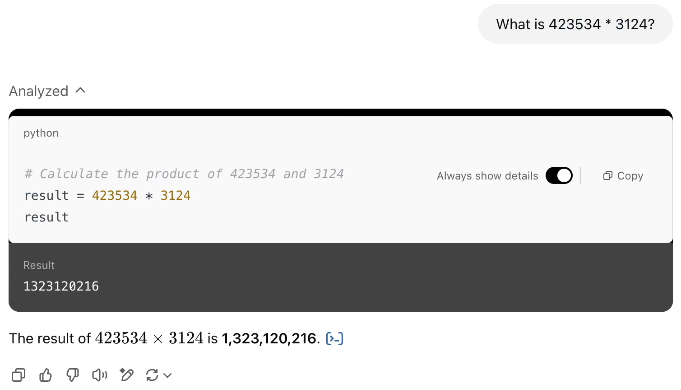 What is 423534 * 3124?
Analyzed
python
# Calculate the product of 423534 and 3124
Always show details
Copy
result = 423534 * 3124
result
Result
1323120216
The result of 423534 × 3124 is 1,323,120,216. [>-]